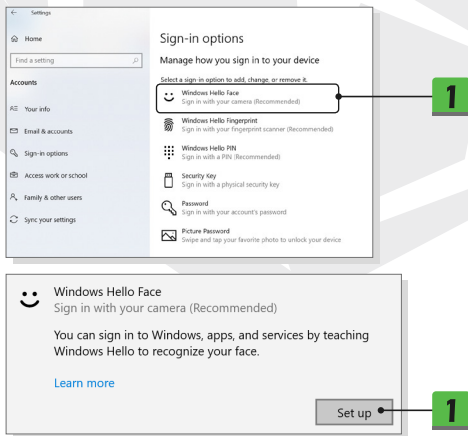 Settings
Home
Find a setting
Accounts
Your info
Email & accounts
Sign-in options
Access work or school
Family & other users
Sync your settings
Sign-in options
Manage how you sign in to your device
Select a sign-in option to add, change, or remove it.
Windows Hello Face
Sign in with your camera (Recommended)
Windows Hello Fingerprint
Sign in with your fingerprint scanner (Recommended)
Windows Hello PIN
Sign in with a PIN (Recommended)
Security Key
Sign in with a physical security key
Password
Sign in with your account's password
Picture Password
Swipe and tap your favorite photo to unlock your device
1
Windows Hello Face
Sign in with your camera (Recommended)
You can sign in to Windows, apps, and services by teaching
Windows Hello to recognize your face.
Learn more
Set up
1